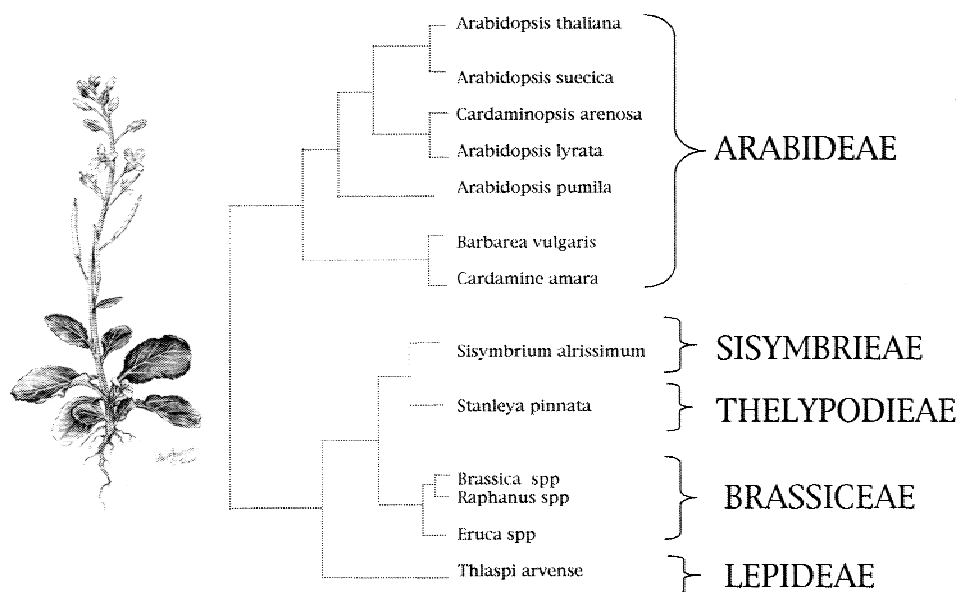 Arabidopsis thaliana
Arabidopsis suecica
Cardaminopsis arenosa
Arabidopsis lyrata
Arabidopsis pumila
Barbarea vulgaris
Cardamine amara
ARABIDEAE
Sisymbrium alrissimum
SISYMBRIEAE
Stanleya pinnata
THELYPODIEAE
Brassica spp
Raphanus spp
Eruca spp
BRASSICEAE
Thlaspi arvense
LEPIDEAE